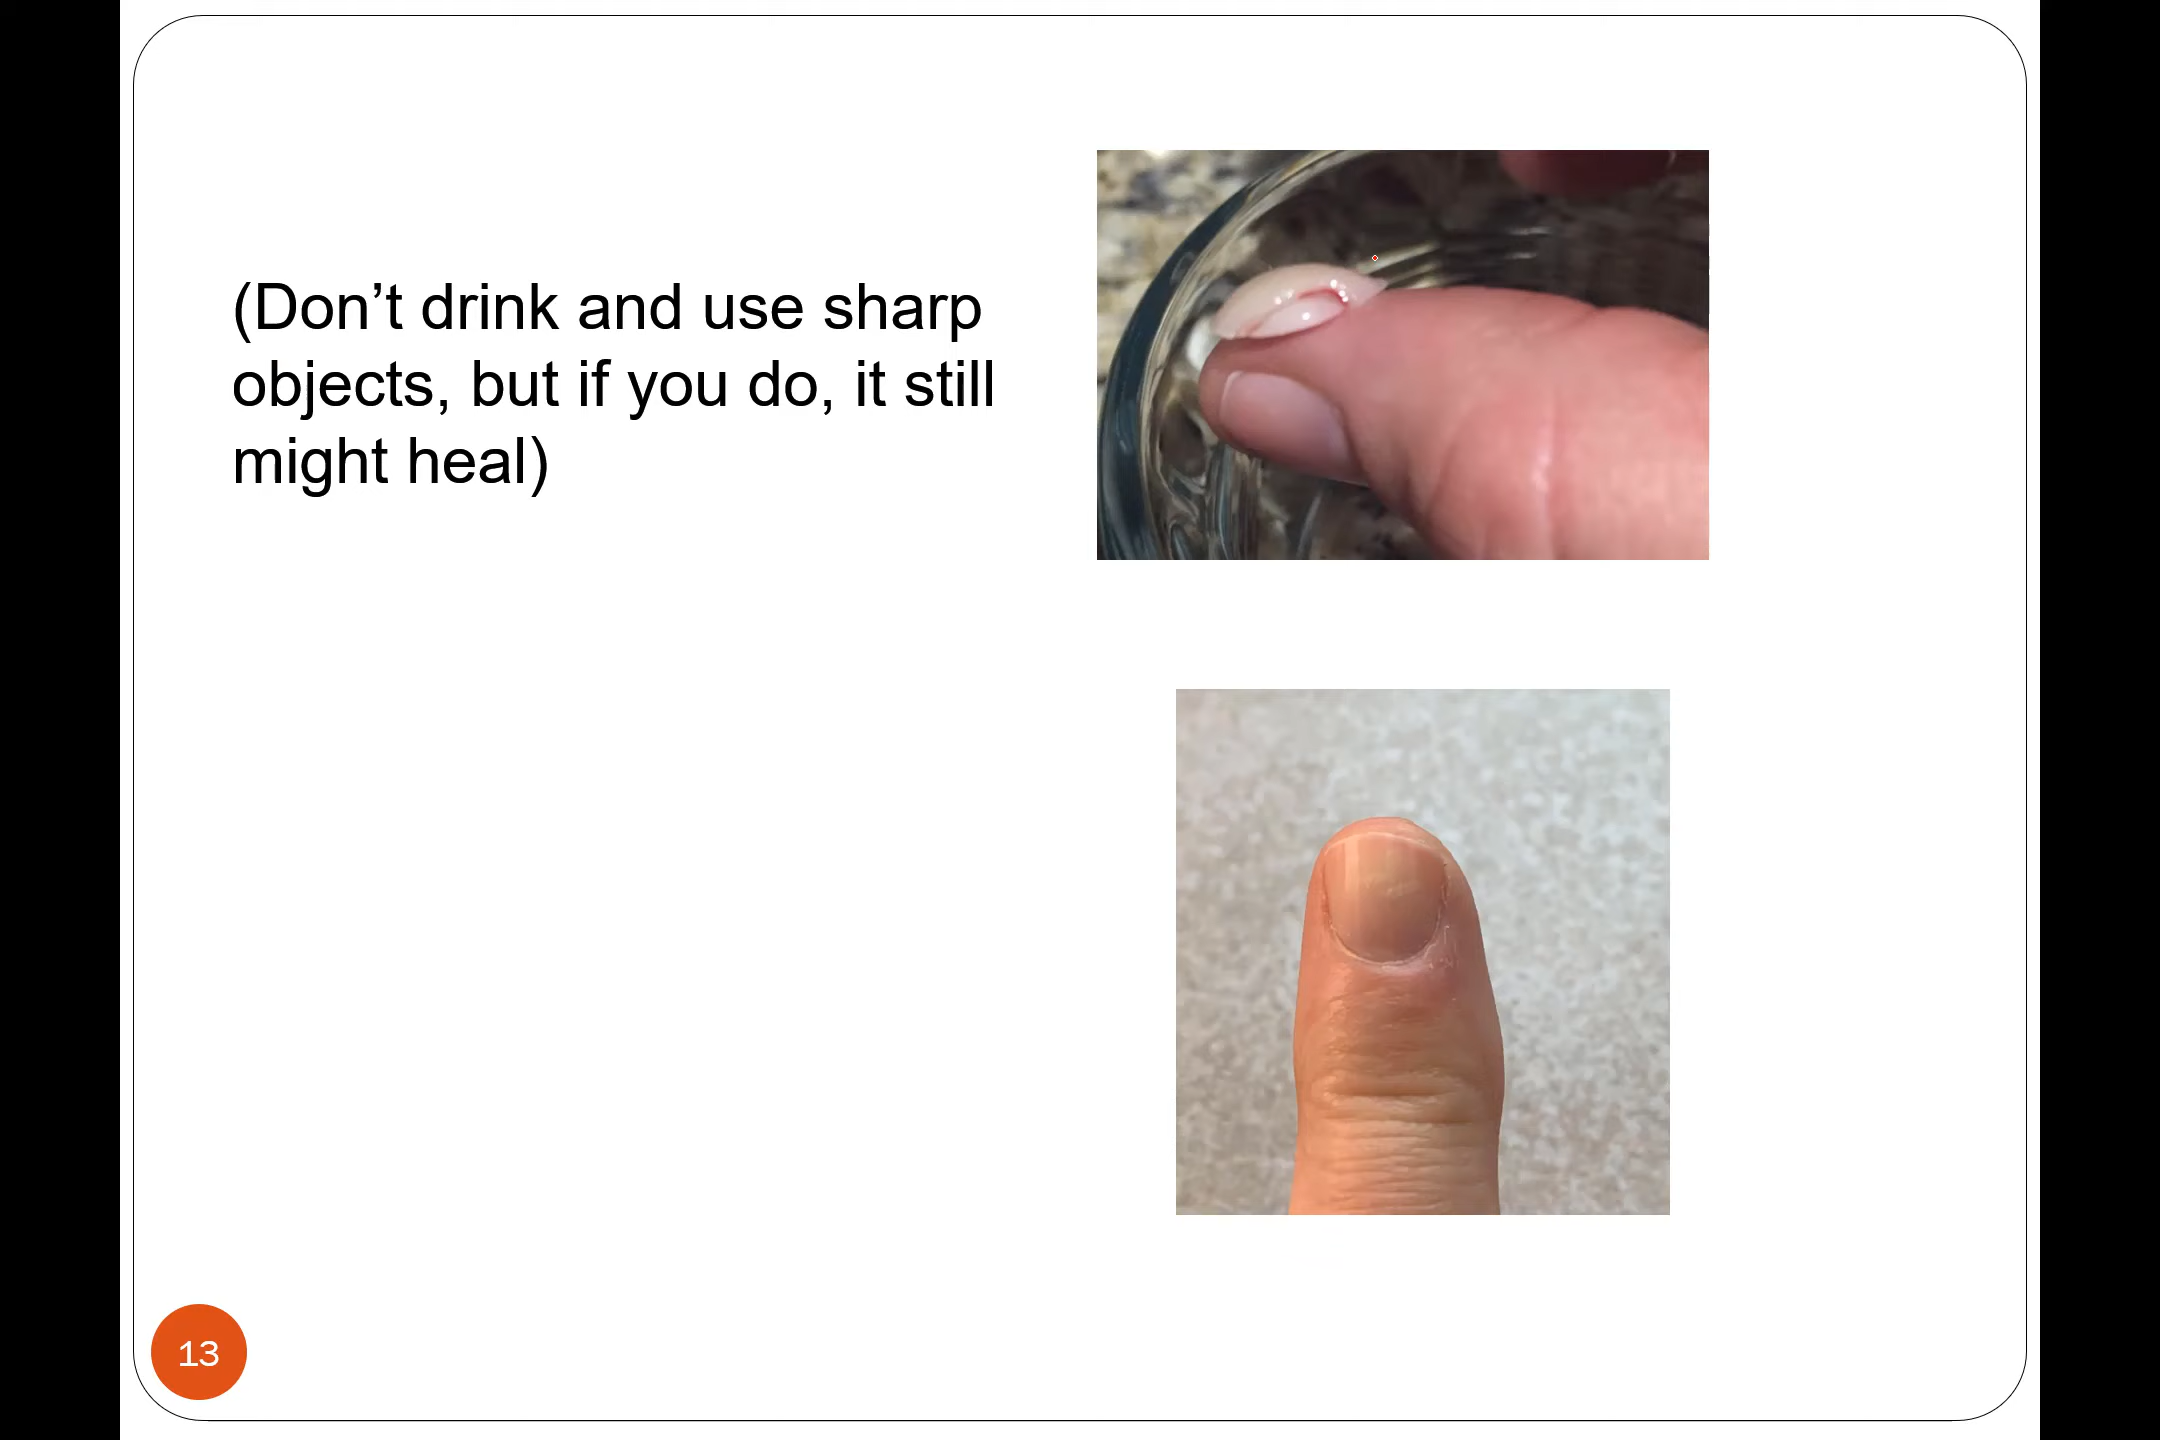 (Don’t drink and use sharp
objects, but if you do, it still
might heal)
13